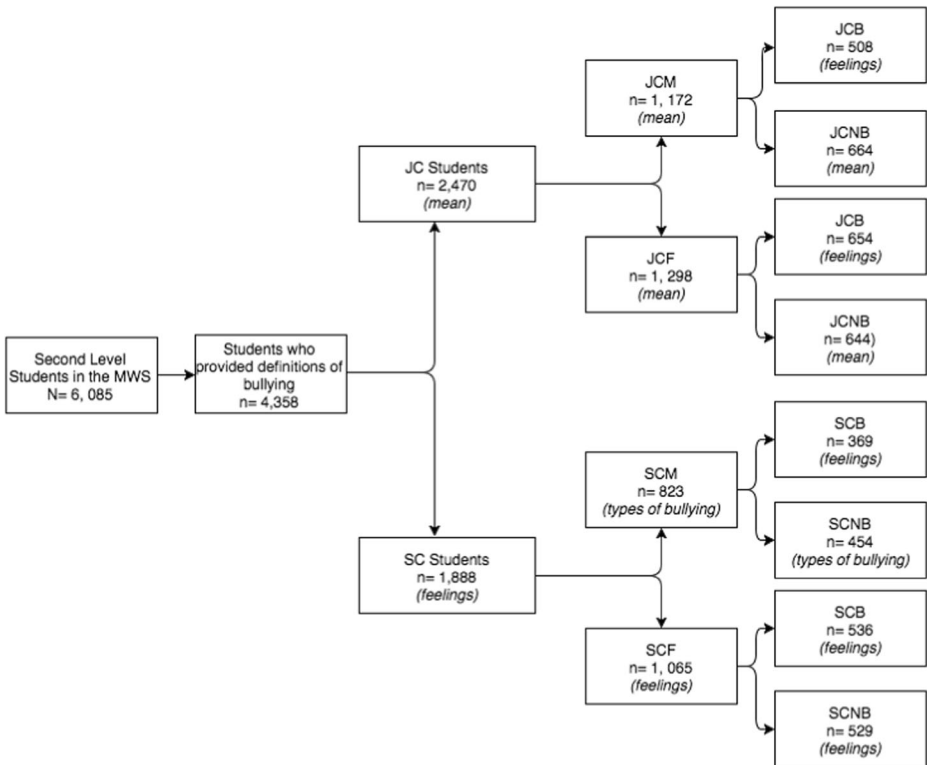 Second Level
Students in the MWS
N= 6, 085
Students who
provided definitions of
bullying
n= 4,358
JC Students
n= 2,470
(mean)
SC Students
n= 1,888
(feelings)
JCM
n= 1, 172
(mean)
JCF
n= 1, 298
(mean)
SCM
n= 823
(types of bullying)
SCF
n= 1, 065
(feelings)
JCB
n= 508
(feelings)
JCNB
n= 664
(mean)
JCB
n= 654
(feelings)
JCNB
n= 644)
(mean)
SCB
n= 369
(feelings)
SCNB
n= 454
(types of bullying)
SCB
n= 536
(feelings)
SCNB
n= 529
(feelings)